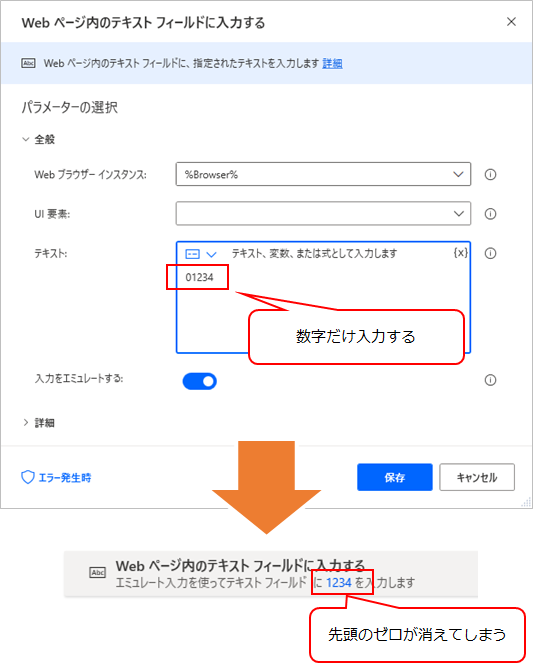 Web ページ内のテキスト フィールドに入力する
Abc Web ページ内のテキスト フィールドに、指定されたテキストを入力します 詳細
パラメーターの選択
全般
Web ブラウザー インスタンス: %Browser%
UI 要素:
テキスト: テキスト、変数、または式として入力します {x}
01234
数字だけ入力する
入力をエミュレートする:
詳細
エラー発生時 保存 キャンセル
Abc Web ページ内のテキスト フィールドに入力する
エミュレート入力を使ってテキスト フィールド に 1234 を入力します
先頭のゼロが消えてしまう